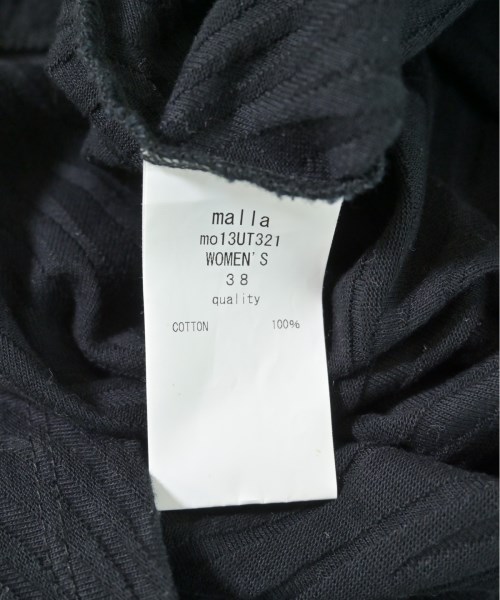 malla
mo13UT321
WOMEN'S
38
quality
COTTON 100%